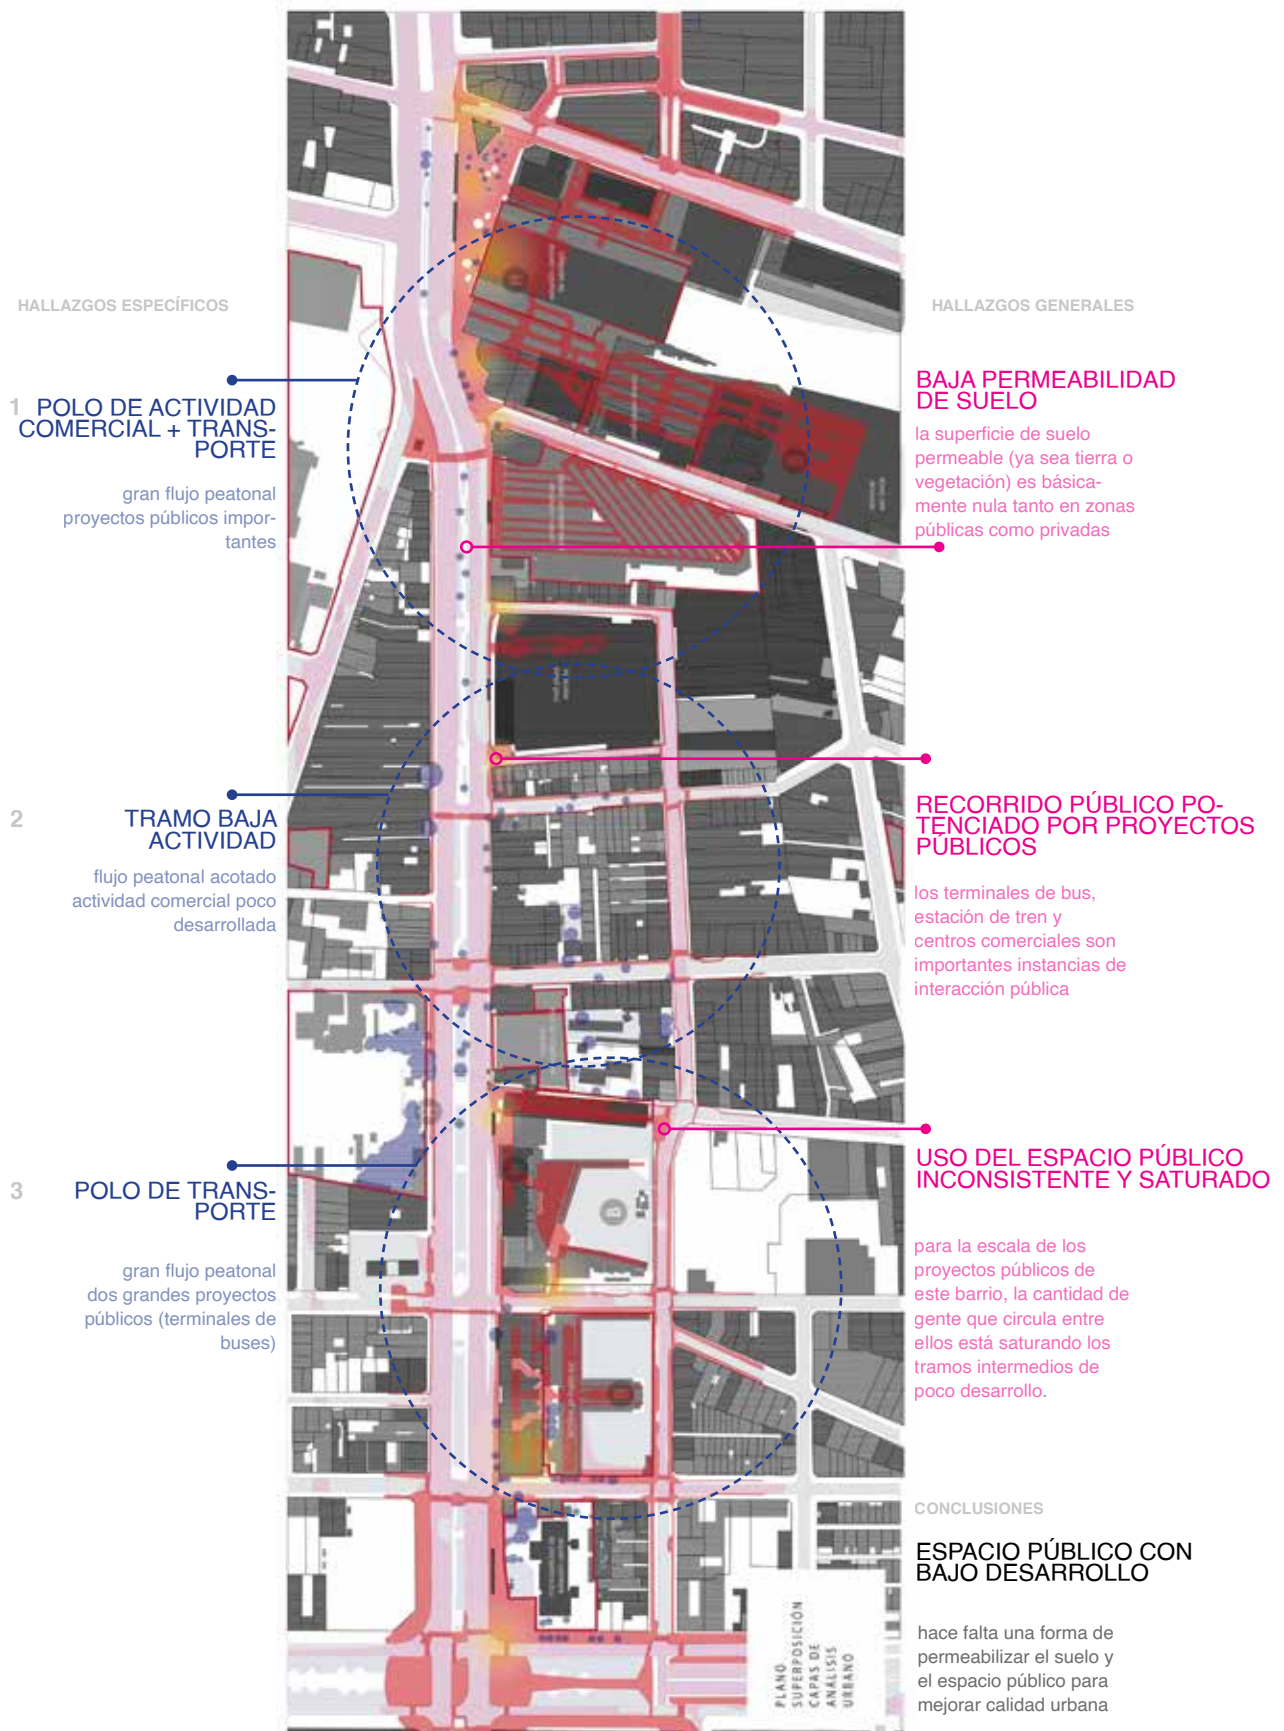 HALLAZGOS ESPECÍFICOS
1 POLO DE ACTIVIDAD
COMERCIAL + TRANS-
PORTE
gran flujo peatonal
proyectos públicos impor-
tantes
2 TRAMO BAJA
ACTIVIDAD
flujo peatonal acotado
actividad comercial poco
desarrollada
3 POLO DE TRANS-
PORTE
gran flujo peatonal
dos grandes proyectos
públicos (terminales de
buses)
HALLAZGOS GENERALES
BAJA PERMEABILIDAD
DE SUELO
la superficie de suelo
permeable (ya sea tierra o
vegetación) es básica-
mente nula tanto en zonas
públicas como privadas
RECORRIDO PÚBLICO PO-
TENCIADO POR PROYECTOS
PÚBLICOS
los terminales de bus,
estación de tren y
centros comerciales son
importantes instancias de
interacción pública
USO DEL ESPACIO PÚBLICO
INCONSISTENTE Y SATURADO
para la escala de los
proyectos públicos de
este barrio, la cantidad de
gente que circula entre
ellos está saturando los
tramos intermedios de
poco desarrollo.
CONCLUSIONES
ESPACIO PÚBLICO CON
BAJO DESARROLLO
hace falta una forma de
permeabilizar el suelo y
el espacio público para
mejorar calidad urbana
B
PLANO
SUPERPOSICIÓN
CAPAS DE
ANÁLISIS
URBANO